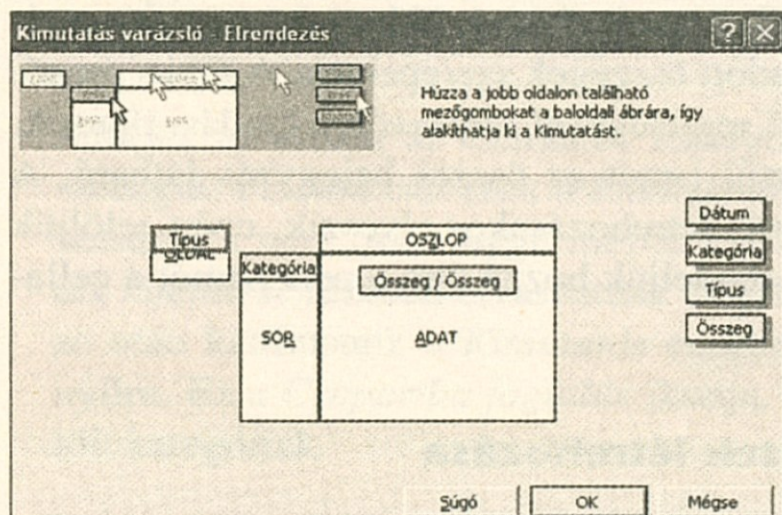 Kimutatás varázsló - Elrendezés
Húzza a jobb oldalon található
mezőgombokat a baloldali ábrára, így
alakíthatja ki a Kimutatást.
Típus
OLDAL
Kategória
SOR
OSZLOP
Összeg / Összeg
ADAT
Dátum
Kategória
Típus
Összeg
Súgó
OK
Mégse